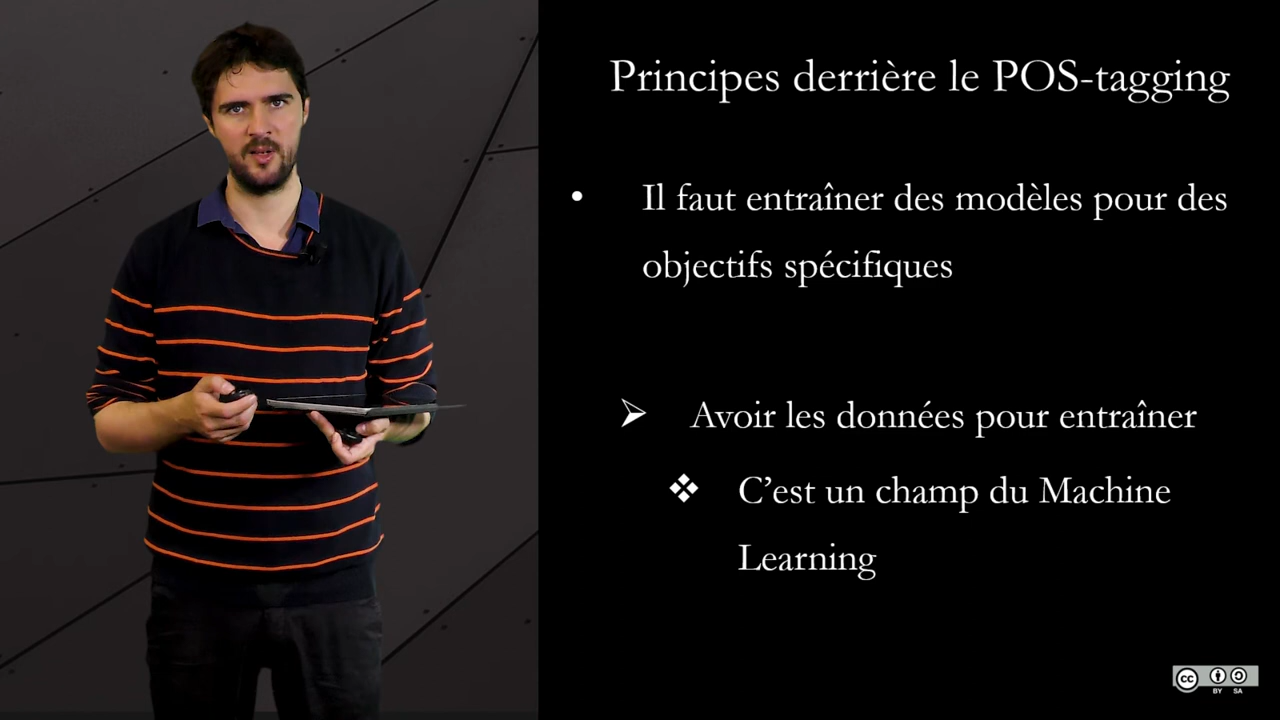 Principes derrière le POS-tagging
• Il faut entraîner des modèles pour des
objectifs spécifiques
➢ Avoir les données pour entraîner
❖ C’est un champ du Machine
Learning
cc
BY SA